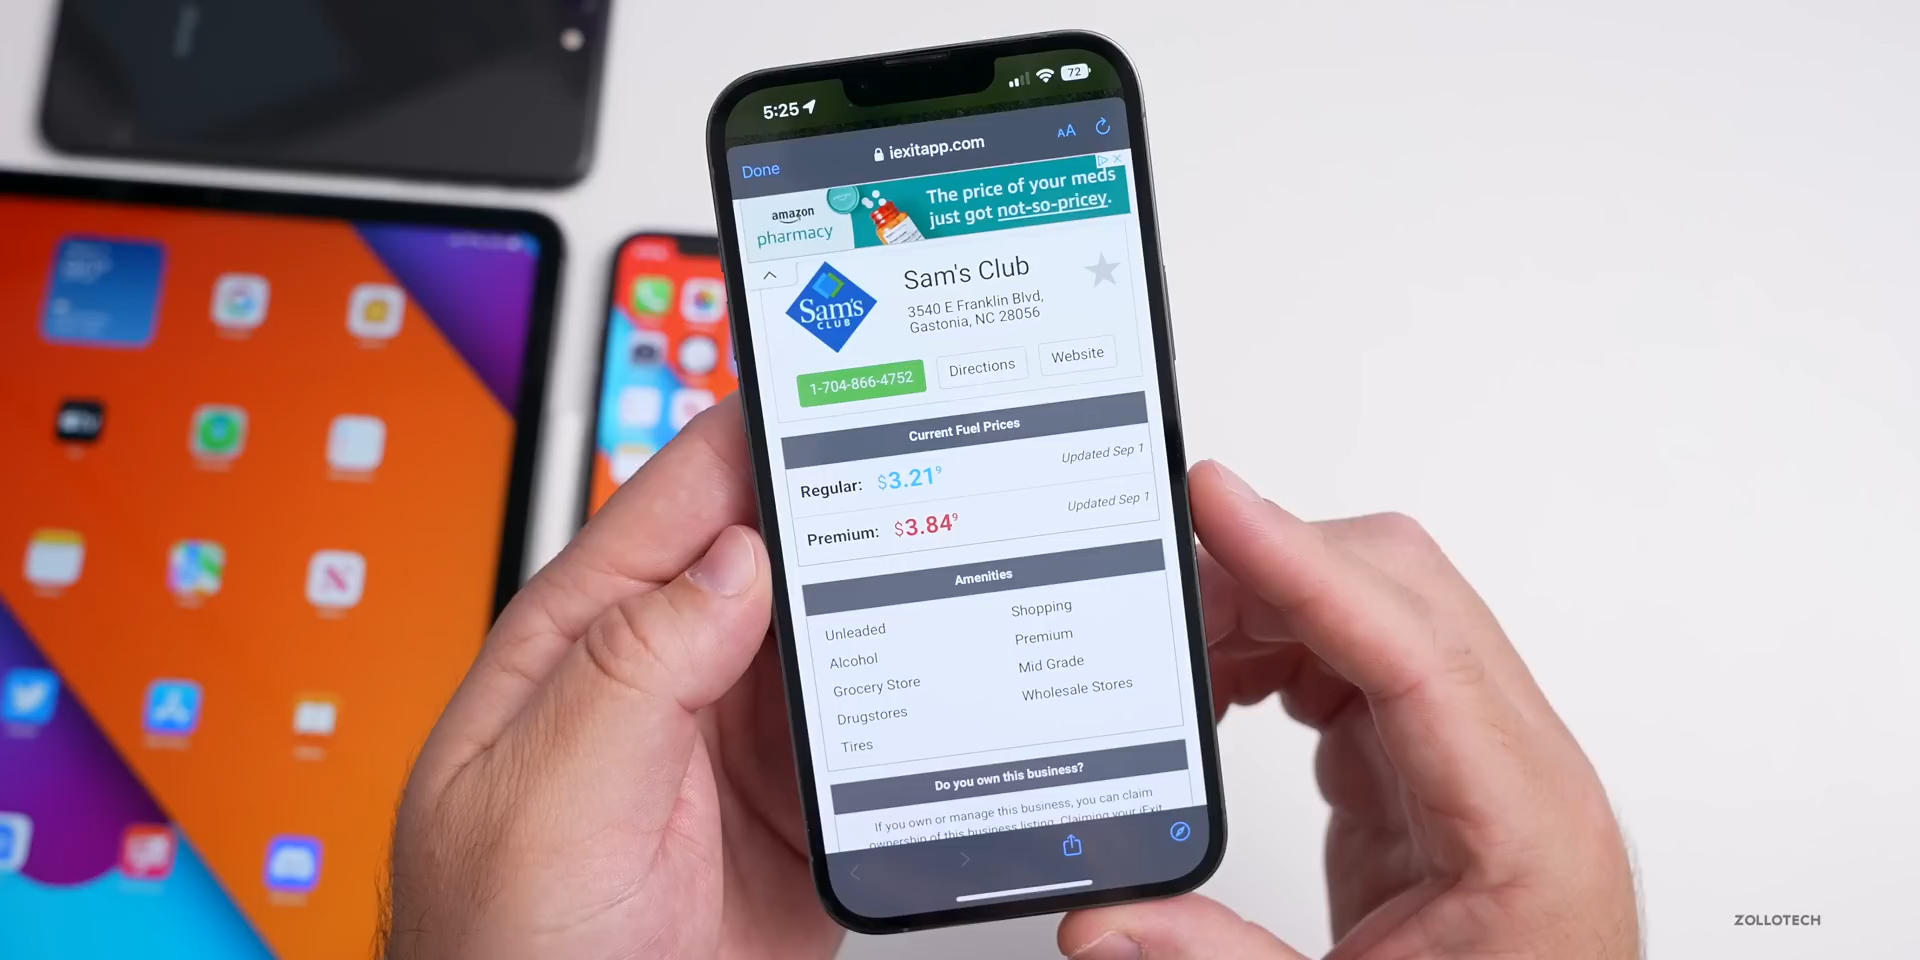 5:25
72
Done
iexitapp.com
AA
amazon
pharmacy
The price of your meds
just got not-so-pricey.
Sam's
CLUB
Sam's Club
3540 E Franklin Blvd,
Gastonia, NC 28056
1-704-866-4752
Directions
Website
Current Fuel Prices
Regular: $3.21⁹ Updated Sep 1
Premium: $3.84⁹ Updated Sep 1
Amenities
Unleaded
Alcohol
Grocery Store
Drugstores
Tires
Shopping
Premium
Mid Grade
Wholesale Stores
Do you own this business?
If you own or manage this business, you can claim
ownership of this business listing. Claiming your iExit
ZOLLOTECH